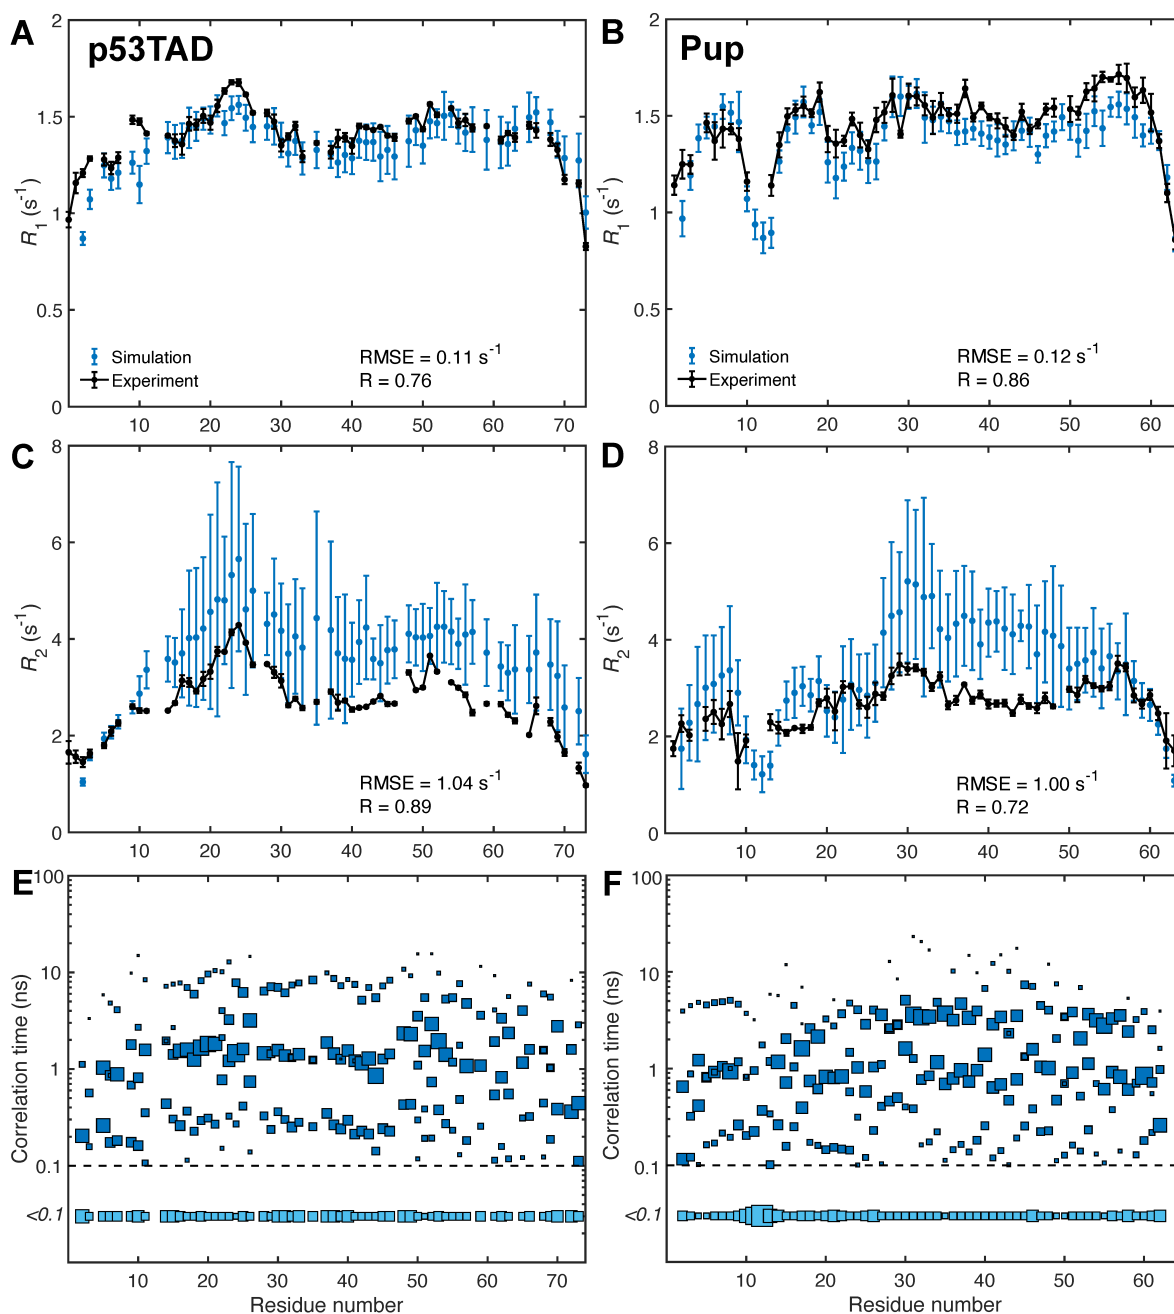 A
p53TAD
2
1.5
1
0.5
0
R1 (s-1)
Simulation
Experiment
RMSE = 0.11 s-1
R = 0.76
10 20 30 40 50 60 70
B
Pup
2
1.5
1
0.5
0
R1 (s-1)
Simulation
Experiment
RMSE = 0.12 s-1
R = 0.86
10 20 30 40 50 60
C
8
6
4
2
0
R2 (s-1)
RMSE = 1.04 s-1
R = 0.89
10 20 30 40 50 60 70
D
8
6
4
2
0
R2 (s-1)
RMSE = 1.00 s-1
R = 0.72
10 20 30 40 50 60
E
100
10
1
0.1
<0.1
Correlation time (ns)
10 20 30 40 50 60 70
Residue number
F
100
10
1
0.1
<0.1
Correlation time (ns)
10 20 30 40 50 60
Residue number